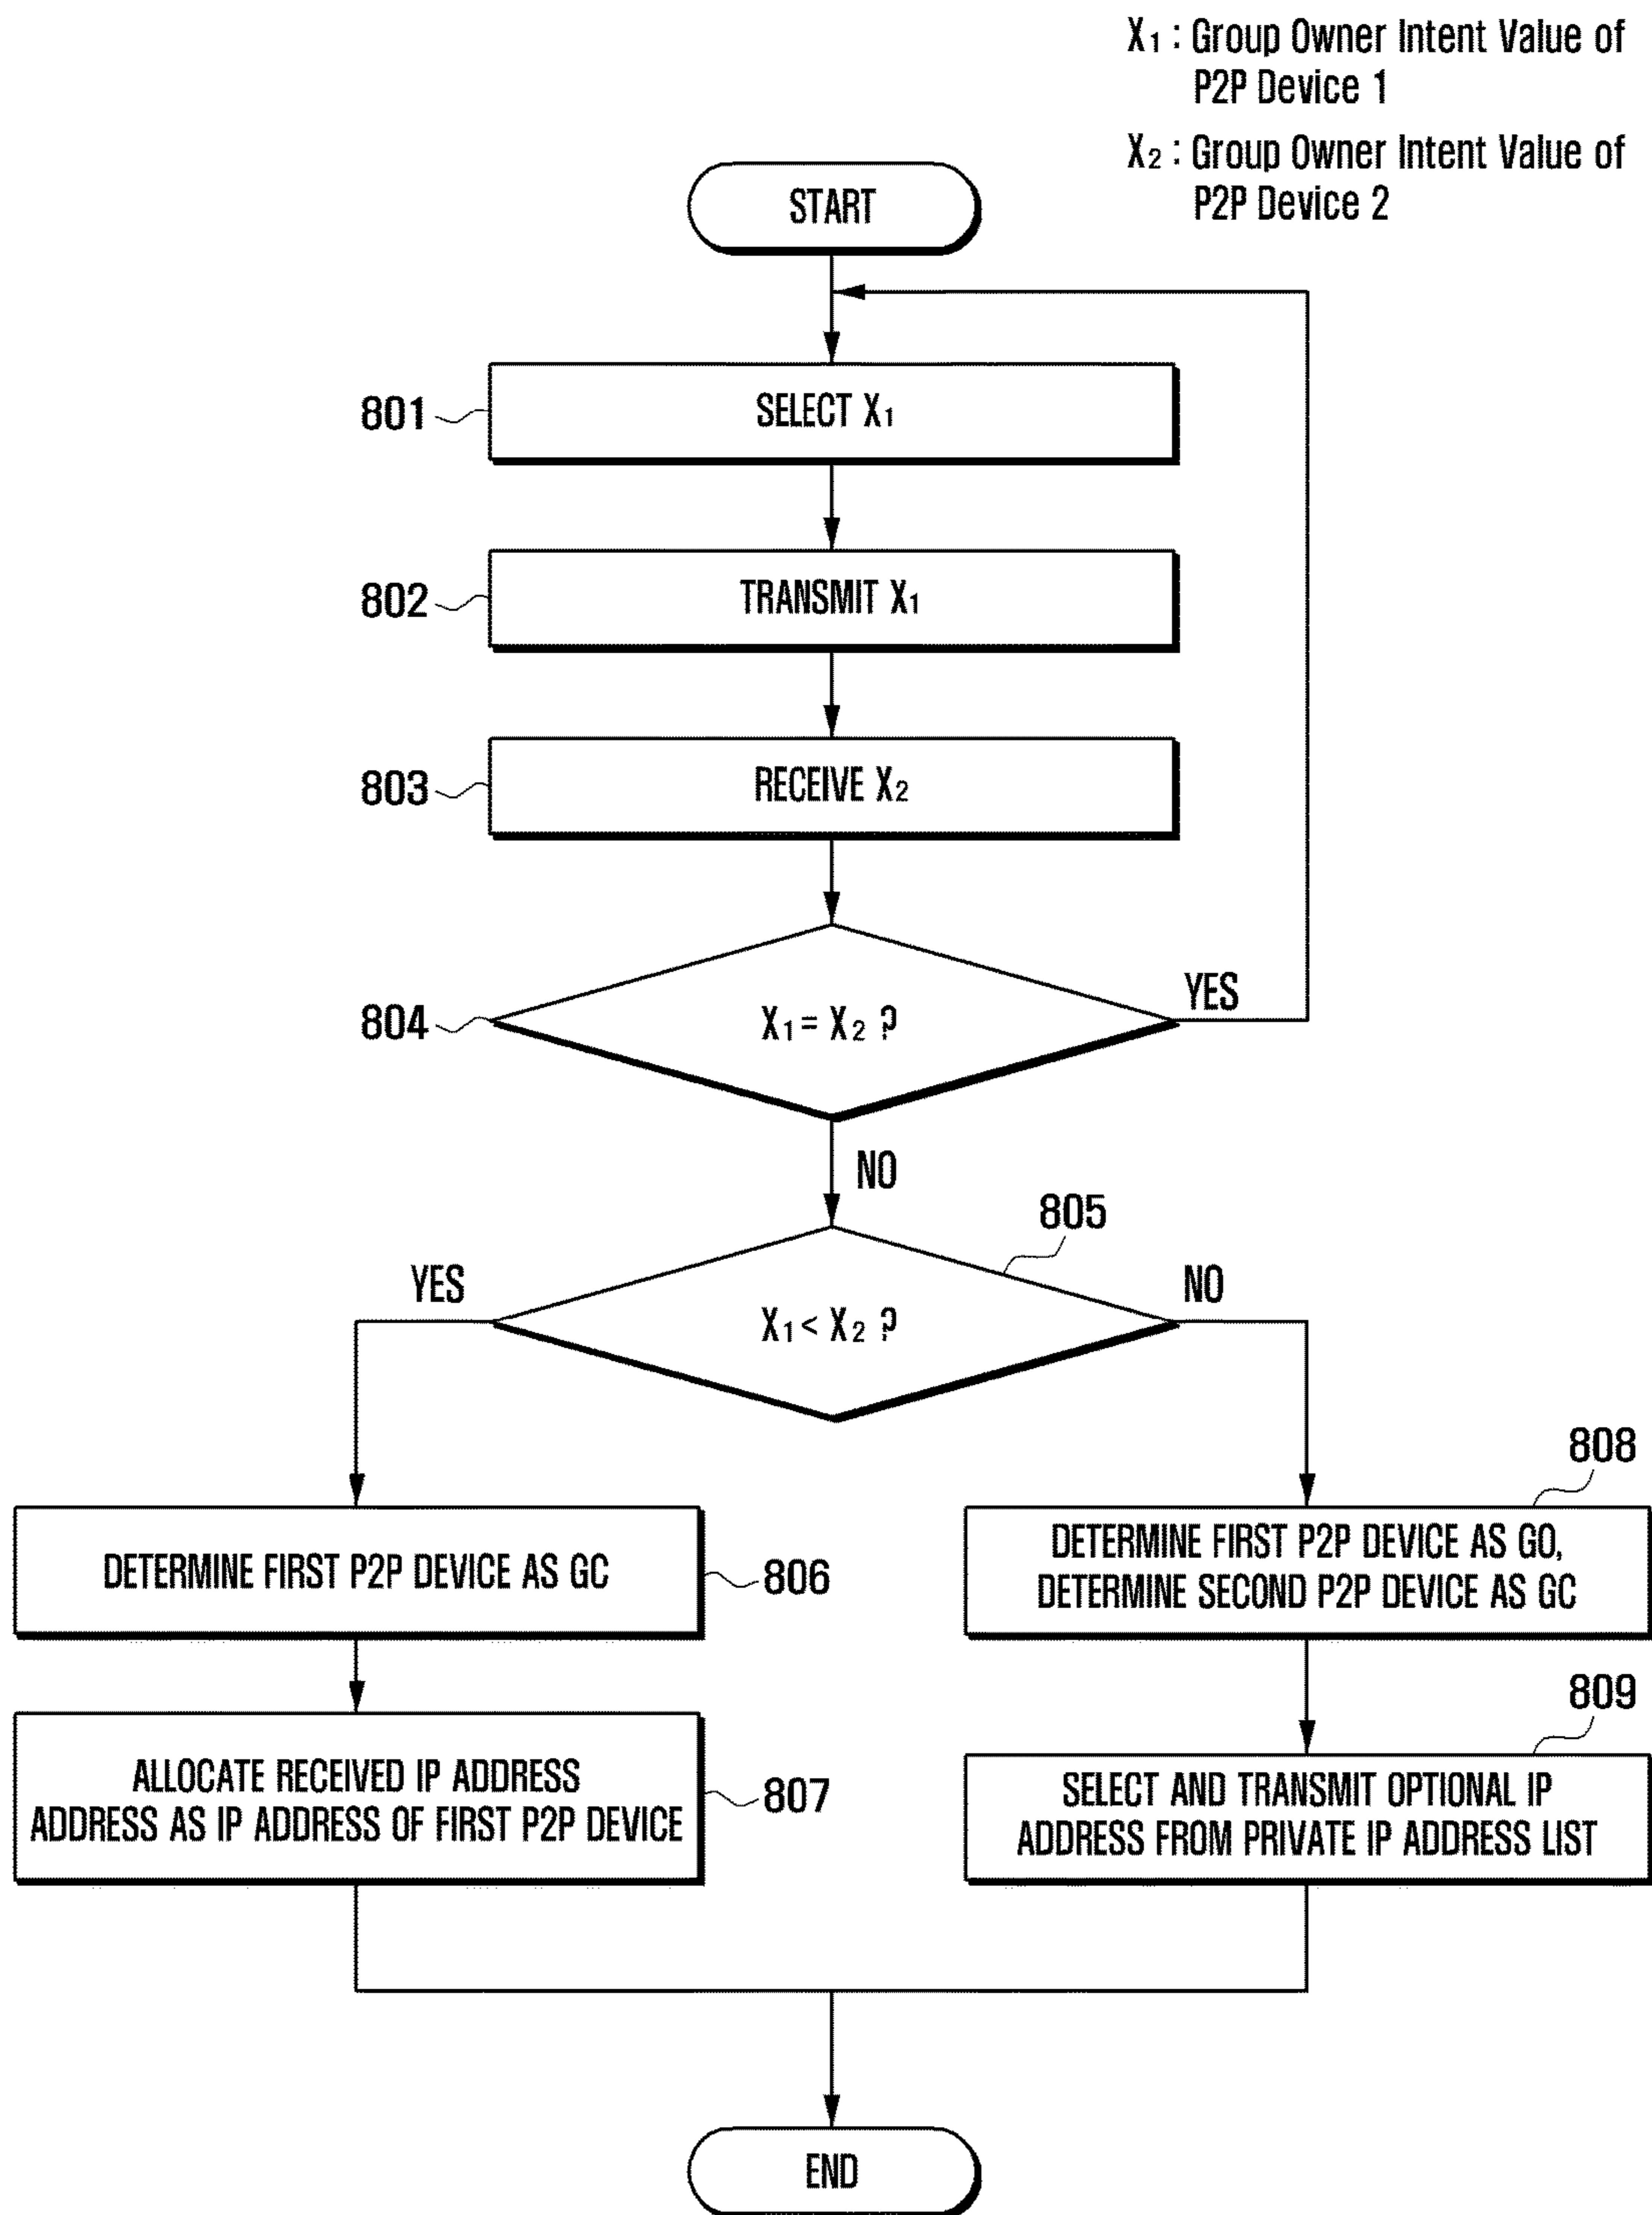 X₁ : Group Owner Intent Value of
P2P Device 1
X₂ : Group Owner Intent Value of
P2P Device 2
START
801
SELECT X₁
802
TRANSMIT X₁
803
RECEIVE X₂
804
X₁ = X₂ ?
YES
NO
805
X₁ < X₂ ?
YES
NO
806
DETERMINE FIRST P2P DEVICE AS GC
807
ALLOCATE RECEIVED IP ADDRESS
ADDRESS AS IP ADDRESS OF FIRST P2P DEVICE
808
DETERMINE FIRST P2P DEVICE AS GO,
DETERMINE SECOND P2P DEVICE AS GC
809
SELECT AND TRANSMIT OPTIONAL IP
ADDRESS FROM PRIVATE IP ADDRESS LIST
END